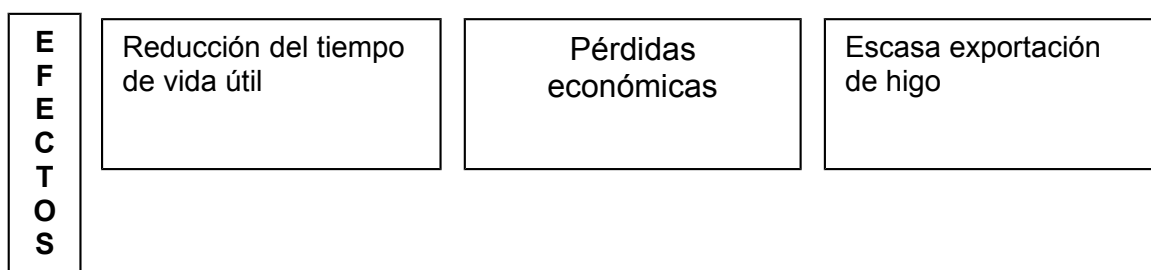 E
F
E
C
T
O
S
Reducción del tiempo
de vida útil
Pérdidas
económicas
Escasa exportación
de higo